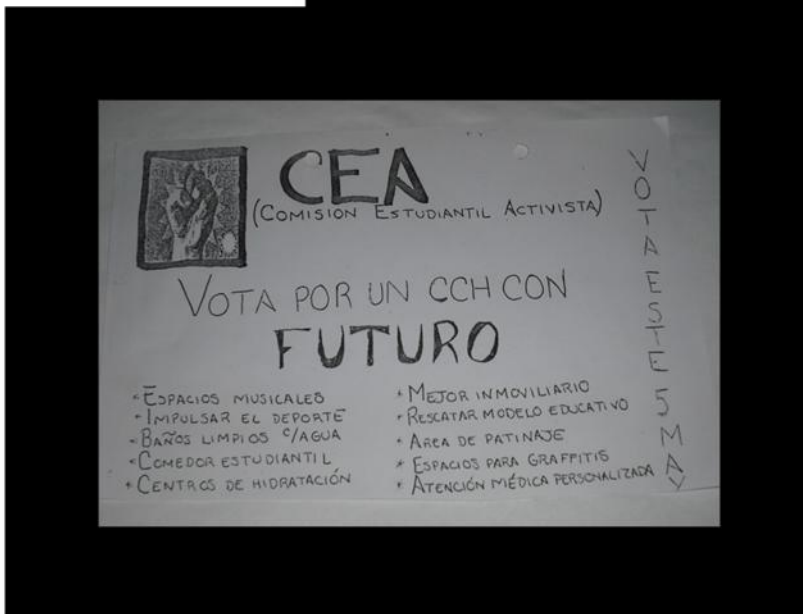 CEA
(COMISION ESTUDIANTIL ACTIVISTA)
VOTA POR UN CCH CON
FUTURO
* ESPACIOS MUSICALES
* IMPULSAR EL DEPORTE
* BAÑOS LIMPIOS C/AGUA
* COMEDOR ESTUDIANTIL
* CENTROS DE HIDRATACIÓN
* MEJOR INMOVILIARIO
* RESCATAR MODELO EDUCATIVO
* AREA DE PATINAJE
* ESPACIOS PARA GRAFFITIS
* ATENCIÓN MÉDICA PERSONALIZADA
VOTA ESTE 5 MAY